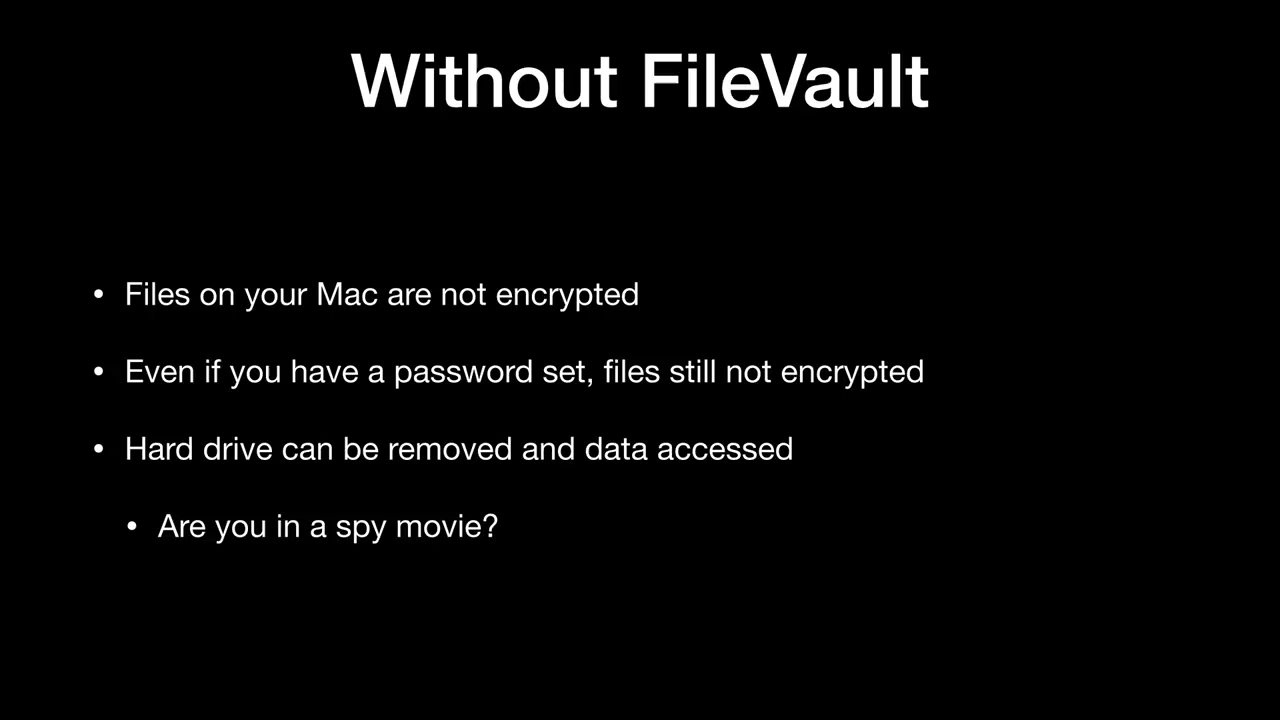 Without FileVault
• Files on your Mac are not encrypted
• Even if you have a password set, files still not encrypted
• Hard drive can be removed and data accessed
• Are you in a spy movie?